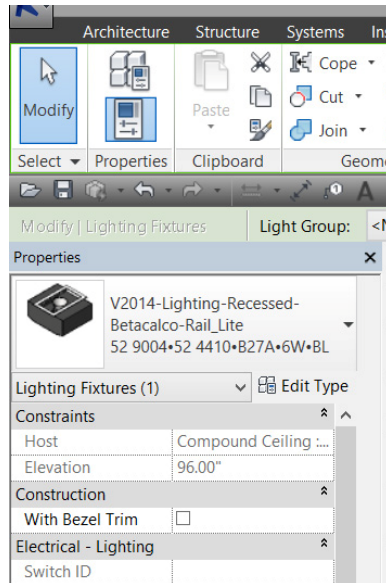 Architecture Structure Systems Ins
Modify
Paste
Cope
Cut
Join
Select Properties Clipboard Geome
A
Modify | Lighting Fixtures Light Group: <N
Properties
V2014-Lighting-Recessed-
Betacalco-Rail_Lite
52 9004•52 4410•B27A•6W•BL
Lighting Fixtures (1) Edit Type
Constraints
Host Compound Ceiling :...
Elevation 96.00"
Construction
With Bezel Trim
Electrical - Lighting
Switch ID